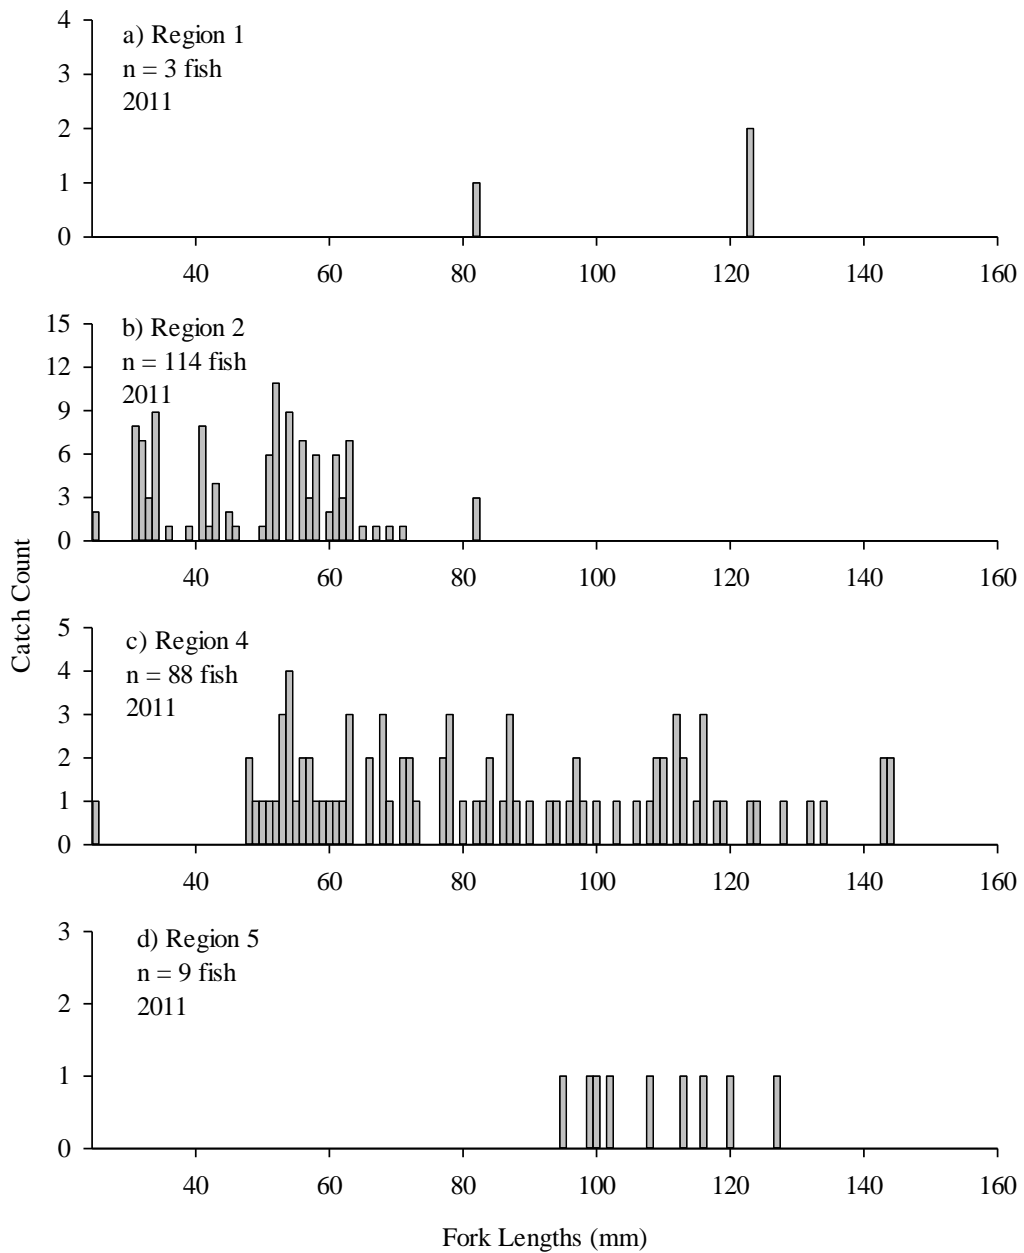 4
a) Region 1
n = 3 fish
3
2011
2
1
0
40 60 80 100 120 140 160
15
b) Region 2
n = 114 fish
12
2011
9
6
3
0
40 60 80 100 120 140 160
Catch Count
5
c) Region 4
n = 88 fish
4
2011
3
2
1
0
40 60 80 100 120 140 160
3
d) Region 5
n = 9 fish
2
2011
1
0
40 60 80 100 120 140 160
Fork Lengths (mm)